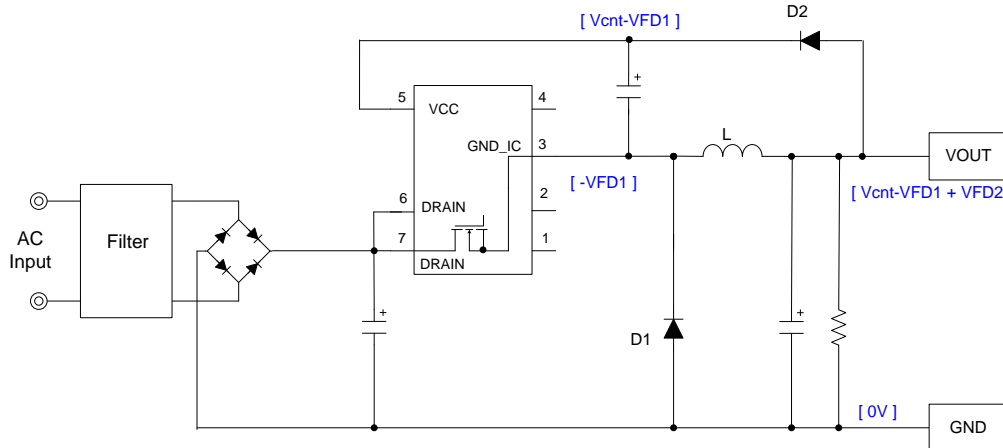 [ Vcnt-VFD1 ]
D2
5
VCC
4
+
GND_IC
3
L
VOUT
[ -VFD1 ]
[ Vcnt-VFD1 + VFD2
6
DRAIN
2
7
1
DRAIN
AC
Input
Filter
+
D1
+
[ 0V ]
GND